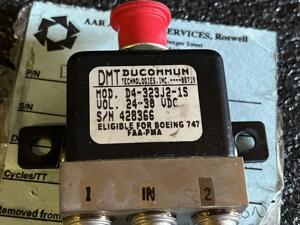 AAR
SERVICES, Roswell
P/N
DMT DUCOMMUN
TECHNOLOGIES, INC.
MOD. D4-323J2-1S
VOL. 24-30 VDC
S/N 428366
ELIGIBLE FOR BOEING 747
FAA-PMA
Cycles/TT
1 IN 2
Removed from